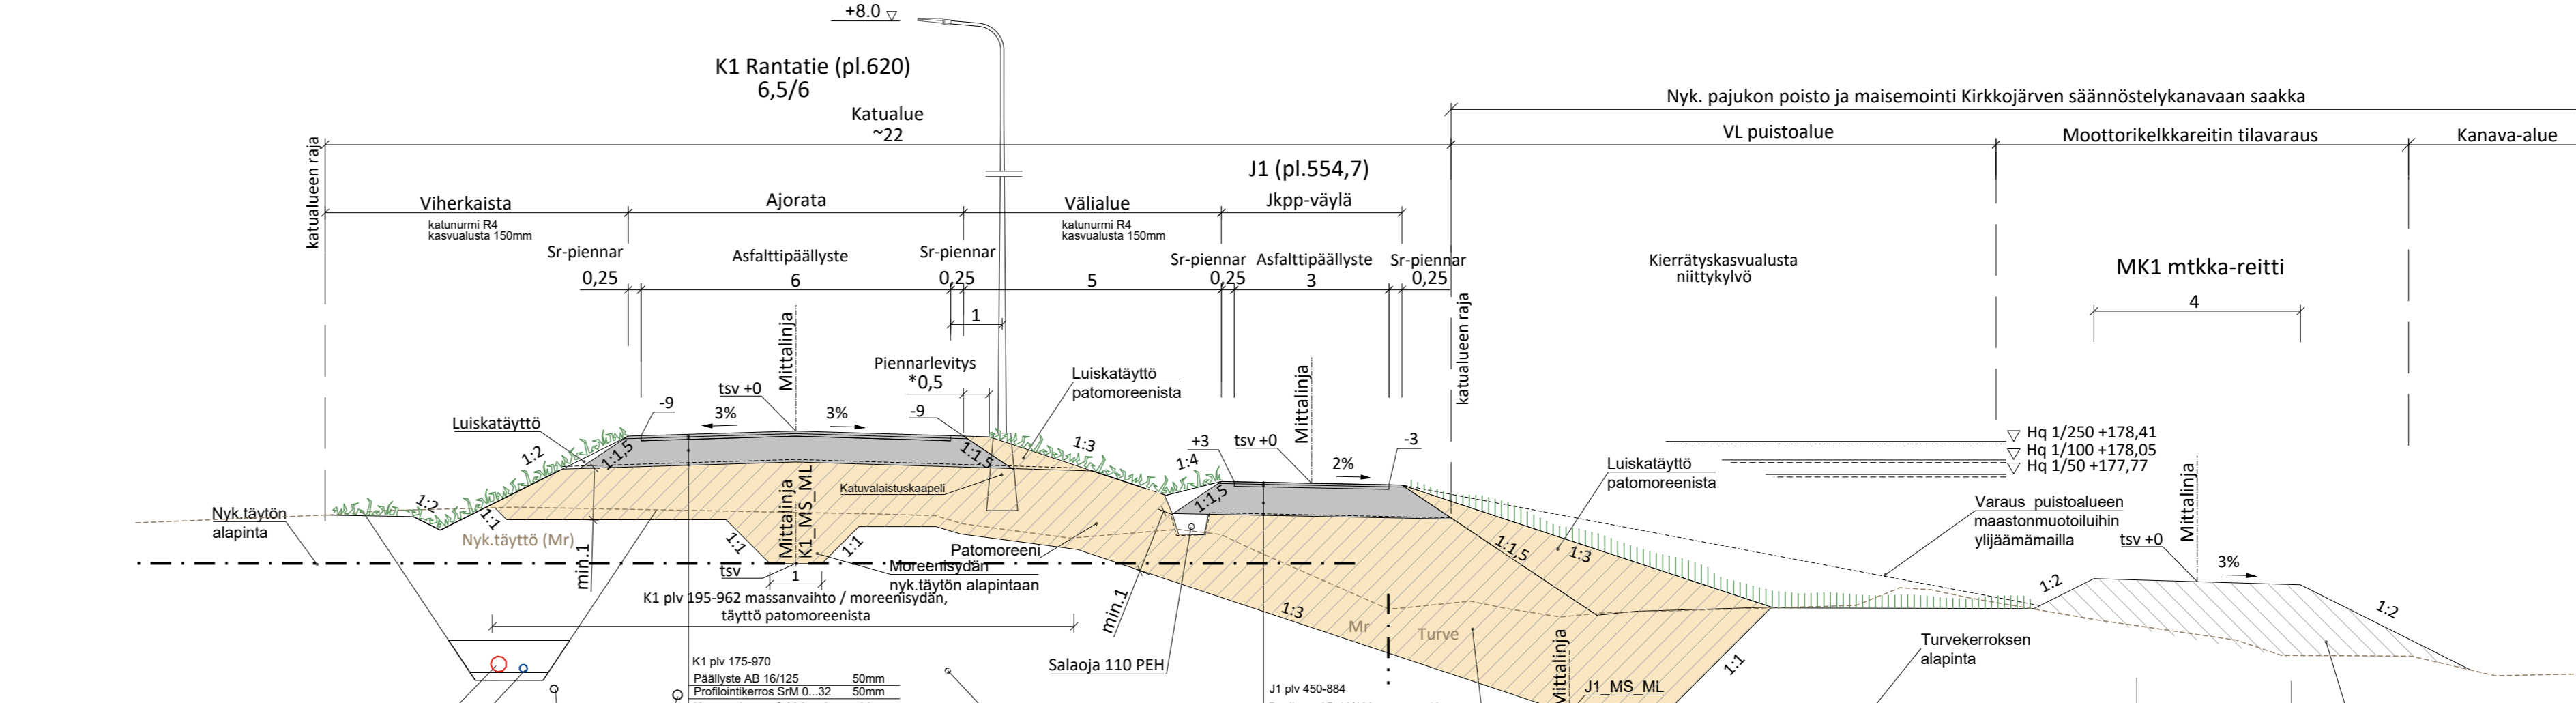 +8.0
K1 Rantatie (pl.620)
6,5/6
Katualue
~22
Nyk. pajukon poisto ja maisemointi Kirkkojärven säännöstelykanavaan saakka
VL puistoalue
Moottorikelkkareitin tilavaraus
Kanava-alue
katualueen raja
J1 (pl.554,7)
Viherkaista
Ajorata
Välialue
Jkpp-väylä
katunurmi R4
kasvualusta 150mm
katunurmi R4
kasvualusta 150mm
Sr-piennar
Asfalttipäällyste
Sr-piennar
Sr-piennar
Asfalttipäällyste
Sr-piennar
0,25
6
0,25
5
0,25
3
0,25
1
Kierrätyskasvualusta
niittykylvö
MK1 mtkka-reitti
4
katualueen raja
Mittalinja
Piennarlevitys
*0,5
Luiskatäyttö
patomoreenista
Mittalinja
tsv +0
-9
3%
3%
-9
Luiskatäyttö
1:2
1:1,5
1:1,5
1:3
+3
tsv +0
2%
-3
1:4
1:1,5
Hq 1/250 +178,41
Hq 1/100 +178,05
Hq 1/50 +177,77
Luiskatäyttö
patomoreenista
Katuvalaistuskaapeli
Mittalinja
K1_MS_ML
1:2
1:1
Nyk.täytön
alapinta
Nyk.täyttö (Mr)
min.1
1:1
1:1
Patomoreeni
Moreenisydän
nyk.täytön alapintaan
tsv
1
K1 plv 195-962 massanvaihto / moreenisydän,
täyttö patomoreenista
min.1
1:3
1:1,5
1:3
Mr
Turve
Varaus puistoalueen
maastonmuotoiluihin
ylijäämämailla
Mittalinja
tsv +0
3%
1:2
1:2
Turvekerroksen
alapinta
Salaoja 110 PEH
1:1
Mittalinja
J1_MS_ML
K1 plv 175-970
Päällyste AB 16/125 50mm
Profilointikerros SrM 0...32 50mm
J1 plv 450-884